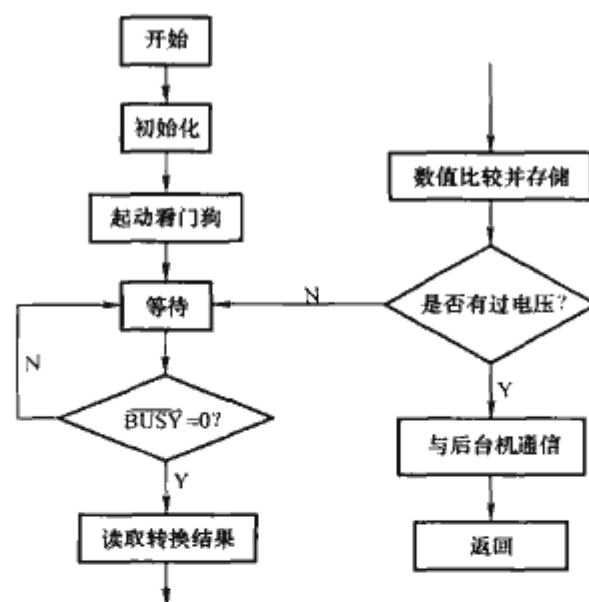 开始
初始化
起动看门狗
等待
N
BUSY=0?
Y
读取转换结果
数值比较并存储
是否有过电压?
N
Y
与后台机通信
返回